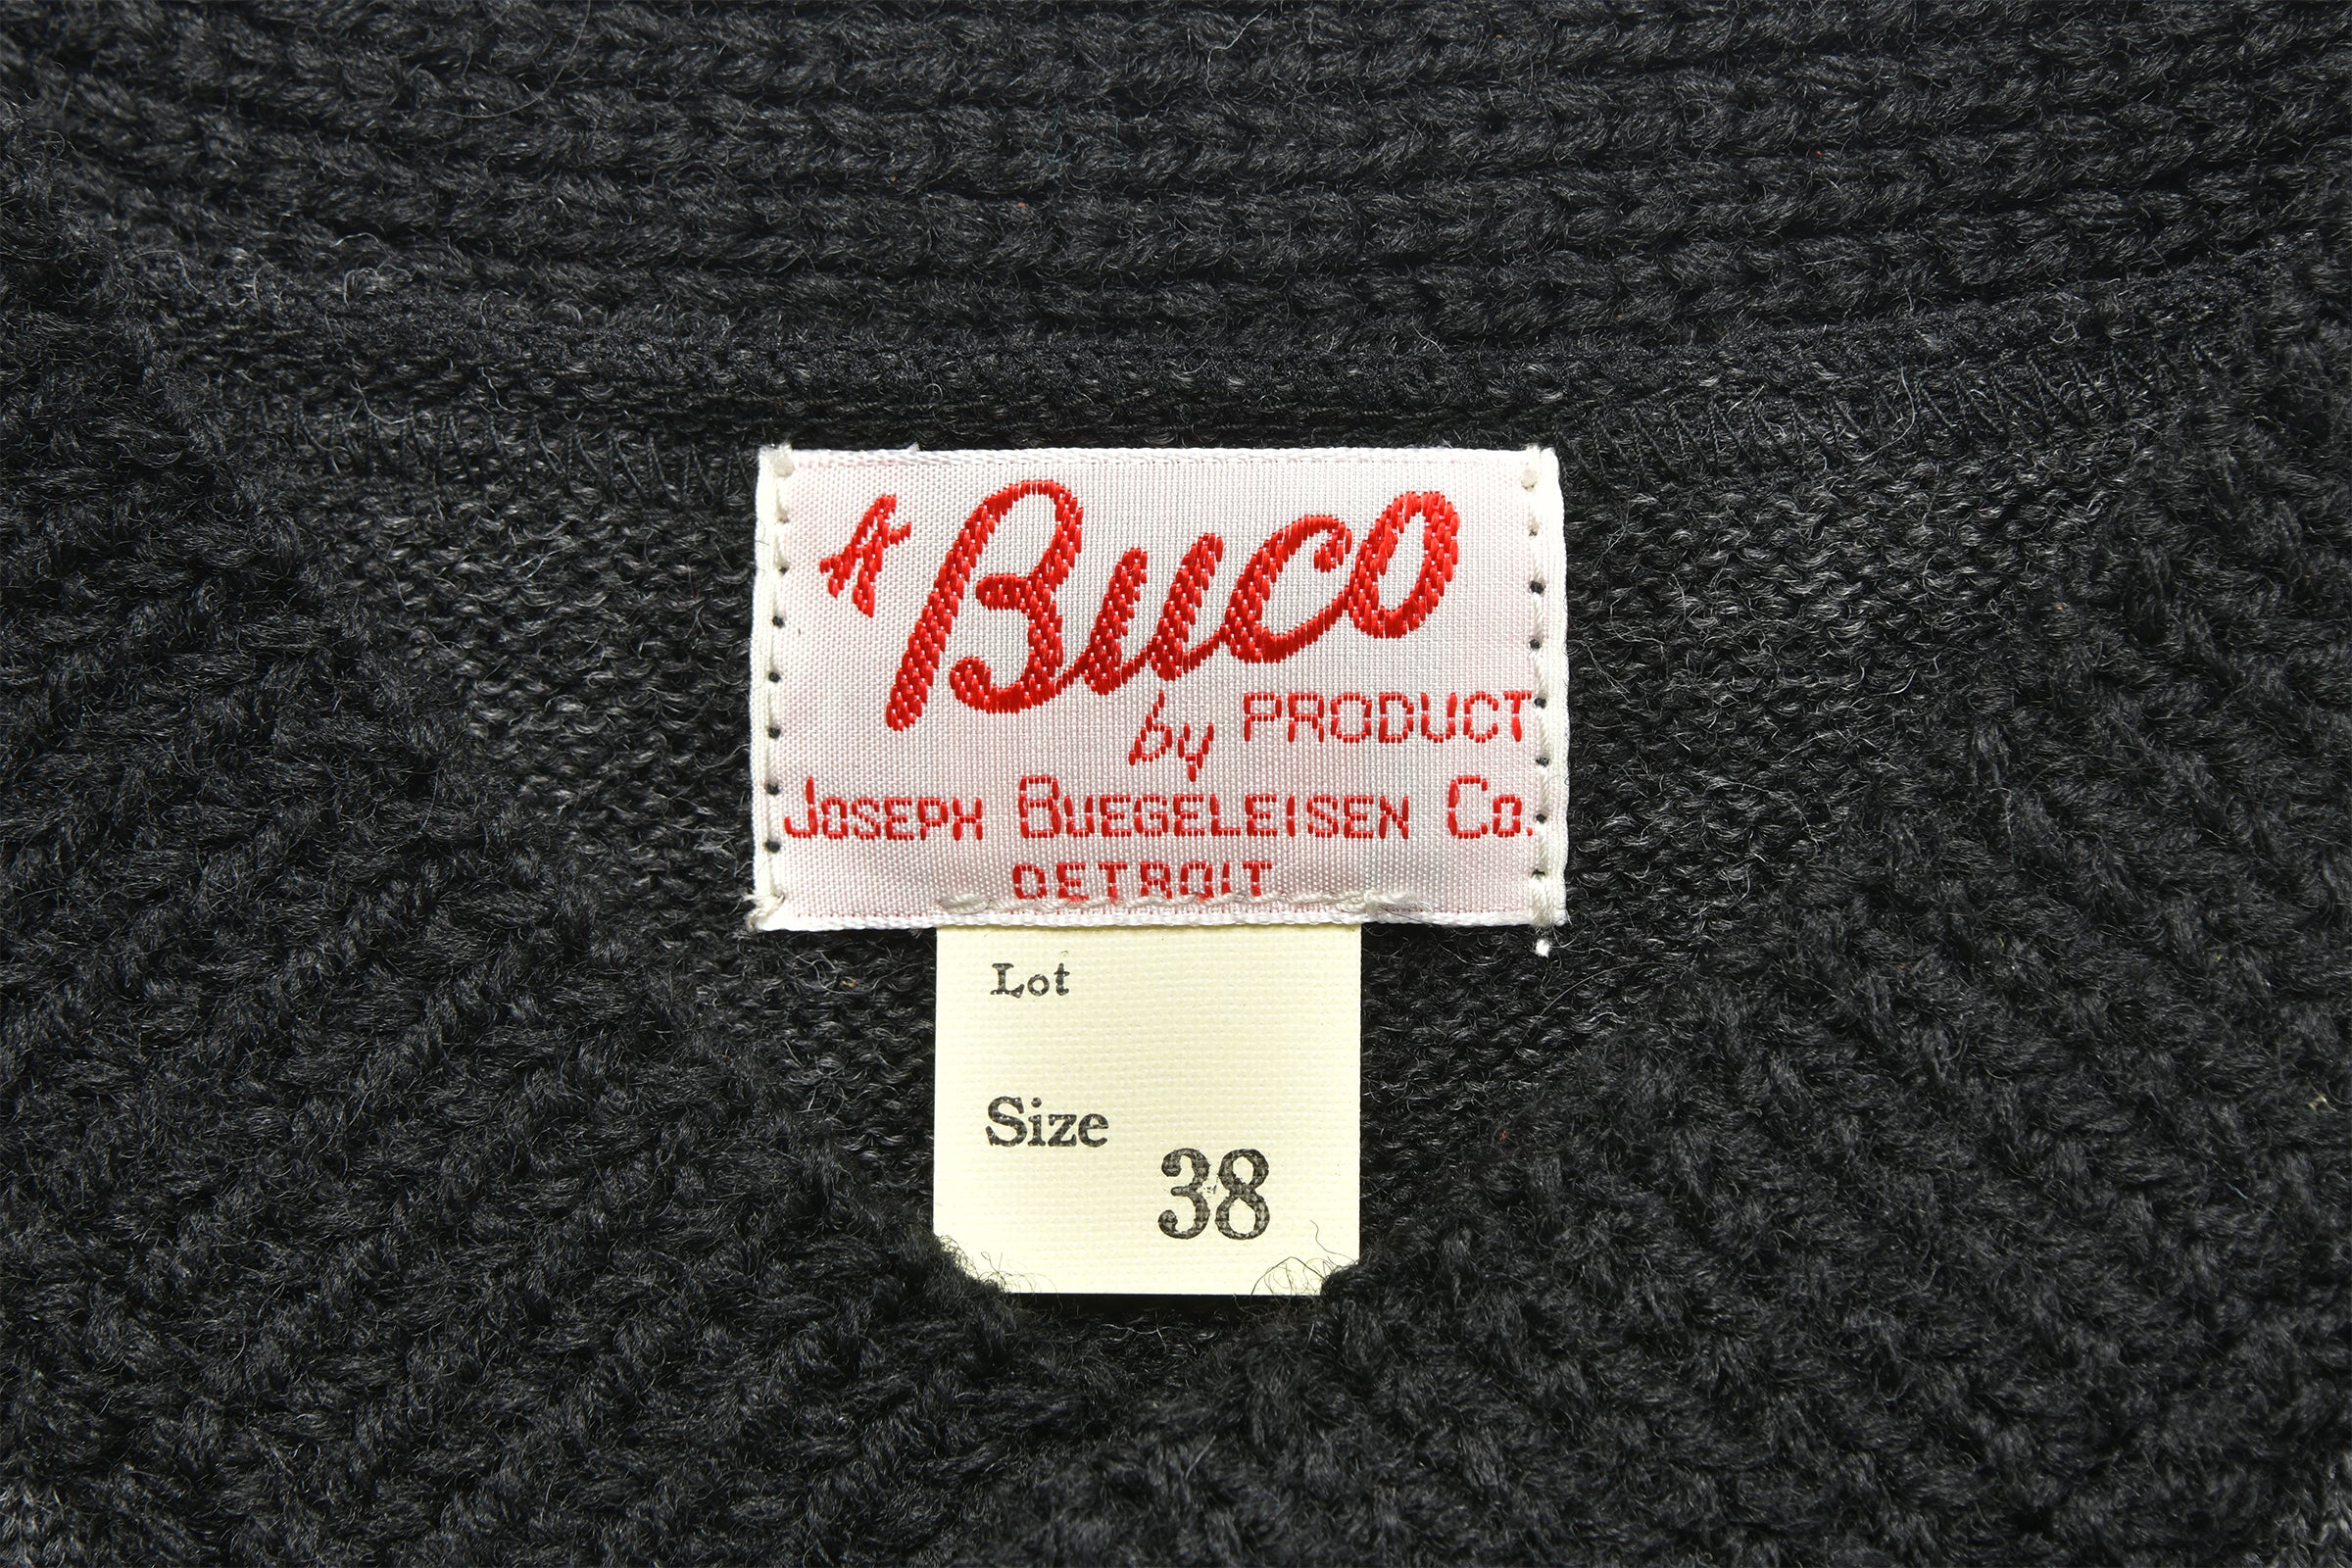 A Buco
by PRODUCT
JOSEPH BUEGELEISEN CO.
DETROIT
Lot
Size
38